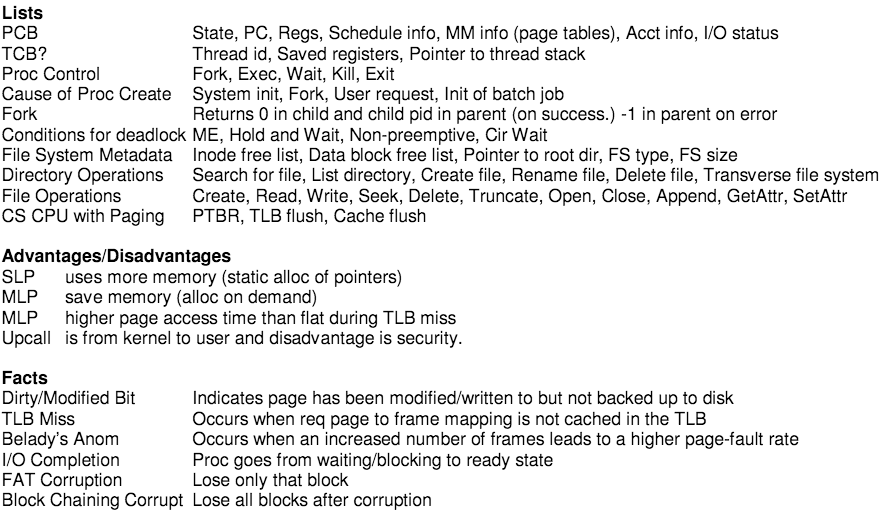 Lists
PCB State, PC, Regs, Schedule info, MM info (page tables), Acct info, I/O status
TCB? Thread id, Saved registers, Pointer to thread stack
Proc Control Fork, Exec, Wait, Kill, Exit
Cause of Proc Create System init, Fork, User request, Init of batch job
Fork Returns 0 in child and child pid in parent (on success.) -1 in parent on error
Conditions for deadlock ME, Hold and Wait, Non-preemptive, Cir Wait
File System Metadata Inode free list, Data block free list, Pointer to root dir, FS type, FS size
Directory Operations Search for file, List directory, Create file, Rename file, Delete file, Transverse file system
File Operations Create, Read, Write, Seek, Delete, Truncate, Open, Close, Append, GetAttr, SetAttr
CS CPU with Paging PTBR, TLB flush, Cache flush
Advantages/Disadvantages
SLP uses more memory (static alloc of pointers)
MLP save memory (alloc on demand)
MLP higher page access time than flat during TLB miss
Upcall is from kernel to user and disadvantage is security.
Facts
Dirty/Modified Bit Indicates page has been modified/written to but not backed up to disk
TLB Miss Occurs when req page to frame mapping is not cached in the TLB
Belady's Anom Occurs when an increased number of frames leads to a higher page-fault rate
I/O Completion Proc goes from waiting/blocking to ready state
FAT Corruption Lose only that block
Block Chaining Corrupt Lose all blocks after corruption